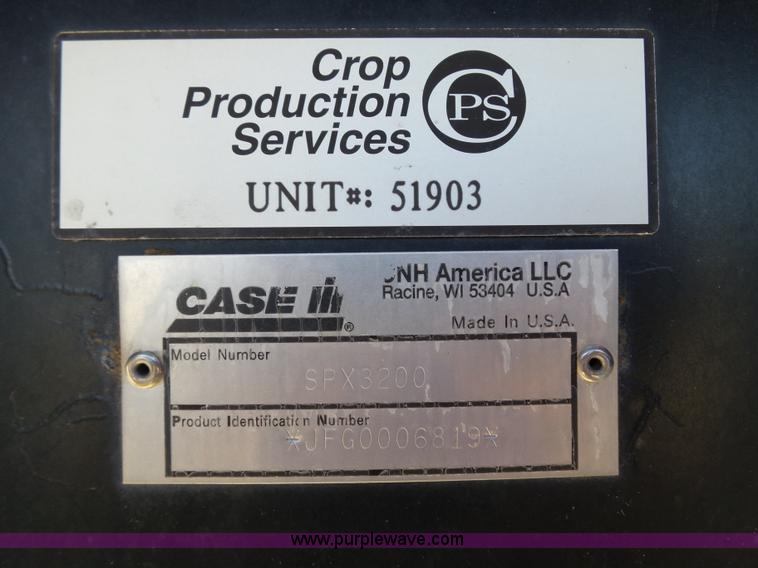 Crop
Production
Services
CPS
UNIT#: 51903
CASE IH®
CNH America LLC
Racine, WI 53404 U.S.A
Made In U.S.A.
Model Number
SPX3200
Product Identification Number
*JFG0006819*
www.purplewave.com